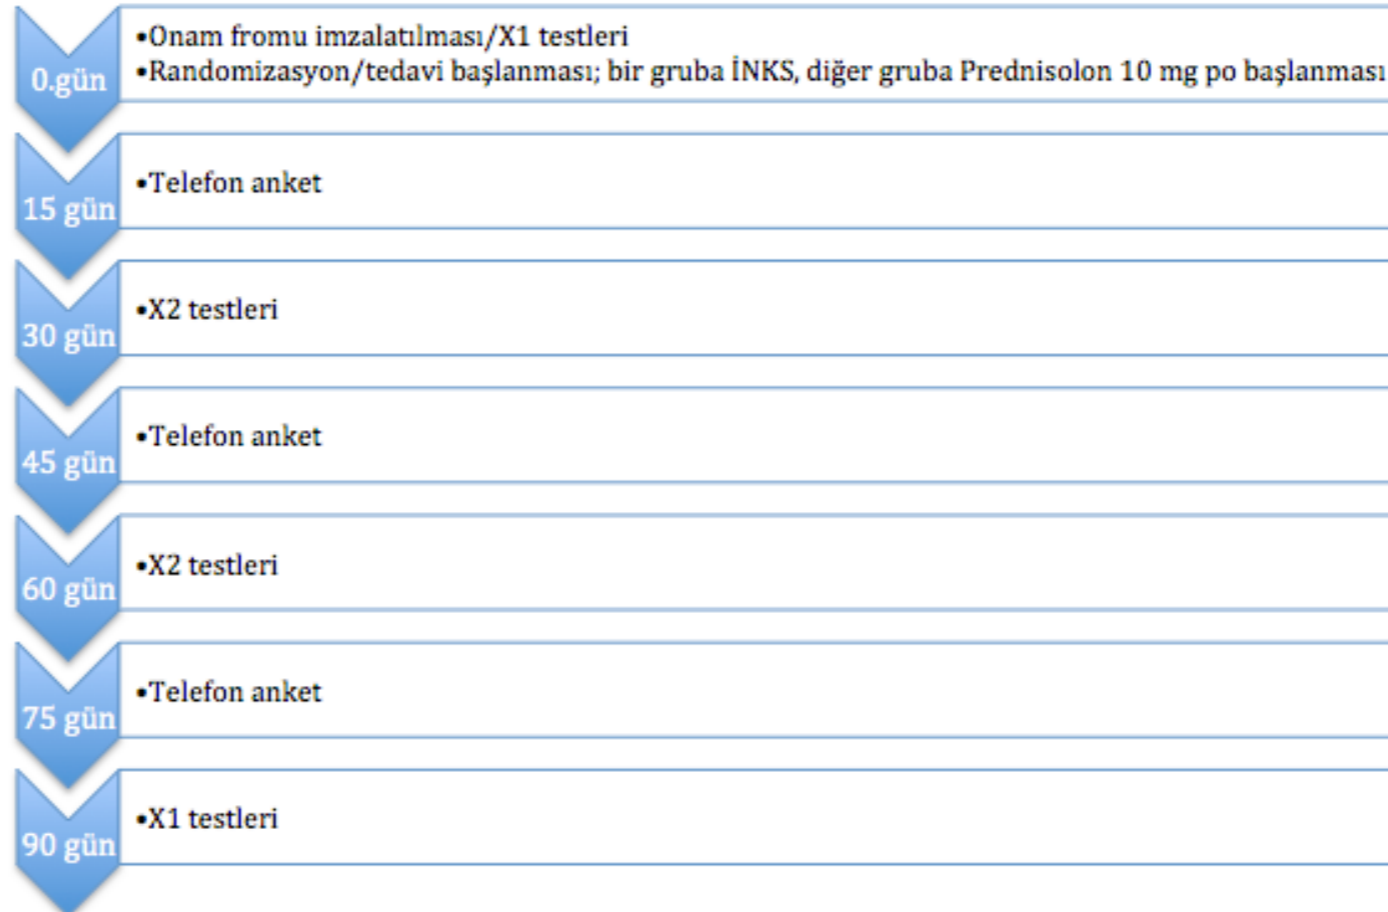 0.gün
•Onam fromu imzalatılması/X1 testleri
•Randomizasyon/tedavi başlanması; bir gruba İNKS, diğer gruba Prednisolon 10 mg po başlanması
15 gün
•Telefon anket
30 gün
•X2 testleri
45 gün
•Telefon anket
60 gün
•X2 testleri
75 gün
•Telefon anket
90 gün
•X1 testleri